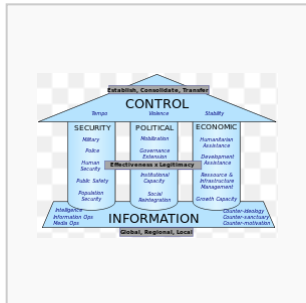 Establish, Consolidate, Transfer
CONTROL
Tempo Violence Stability
SECURITY
Military
Police
Human
Security
Public Safety
Population
Security
POLITICAL
Mobilization
Governance
Extension
ECONOMIC
Humanitarian
Assistance
Development
Assistance
Effectiveness x Legitimacy
Institutional
Capacity
Social
Reintegration
Resource &
Infrastructure
Management
Growth Capacity
INFORMATION
Intelligence
Information Ops
Media Ops
Counter-ideology
Counter-sanctuary
Counter-motivation
Global, Regional, Local